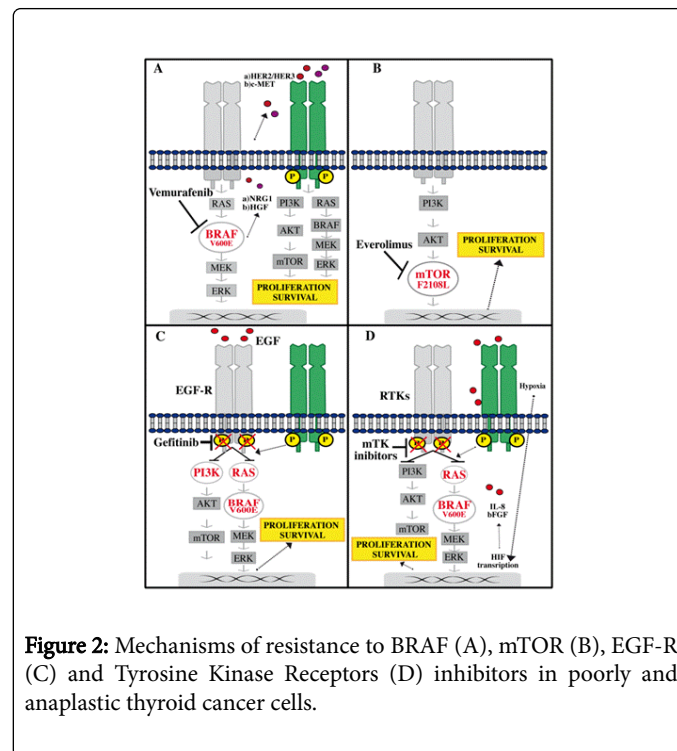 A
a)HER2/HER3
b)c-MET
Vemurafenib
RAS
a)NRG1
b)HGF
BRAF
V600E
MEK
ERK
P
P
PI3K
AKT
mTOR
RAS
BRAF
MEK
ERK
PROLIFERATION
SURVIVAL
B
PI3K
AKT
Everolimus
mTOR
F2108L
PROLIFERATION
SURVIVAL
C
EGF
EGF-R
Gefitinib
P
P
PI3K
RAS
AKT
BRAF
V600E
mTOR
MEK
ERK
PROLIFERATION
SURVIVAL
D
Hypoxia
RTKs
mTK
inibitors
P
P
PI3K
RAS
AKT
BRAF
V600E
mTOR
MEK
ERK
IL-8
bFGF
HIF
transription
PROLIFERATION
SURVIVAL
Figure 2: Mechanisms of resistance to BRAF (A), mTOR (B), EGF-R
(C) and Tyrosine Kinase Receptors (D) inhibitors in poorly and
anaplastic thyroid cancer cells.